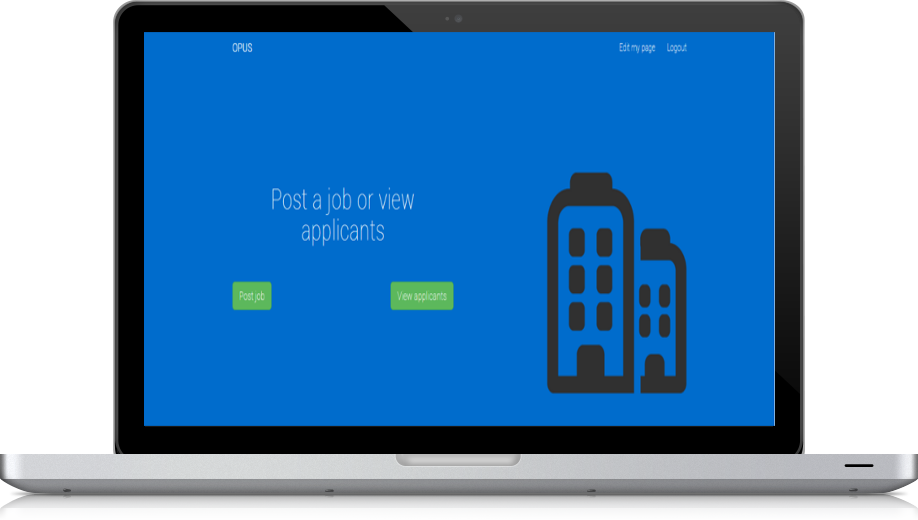 OPUS
Edit my page
Logout
Post a job or view
applicants
Post job
View applicants